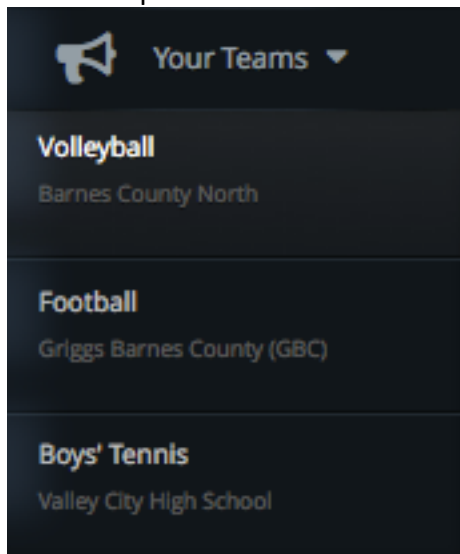 Your Teams
Volleyball
Barnes County North
Football
Griggs Barnes County (GBC)
Boys' Tennis
Valley City High School